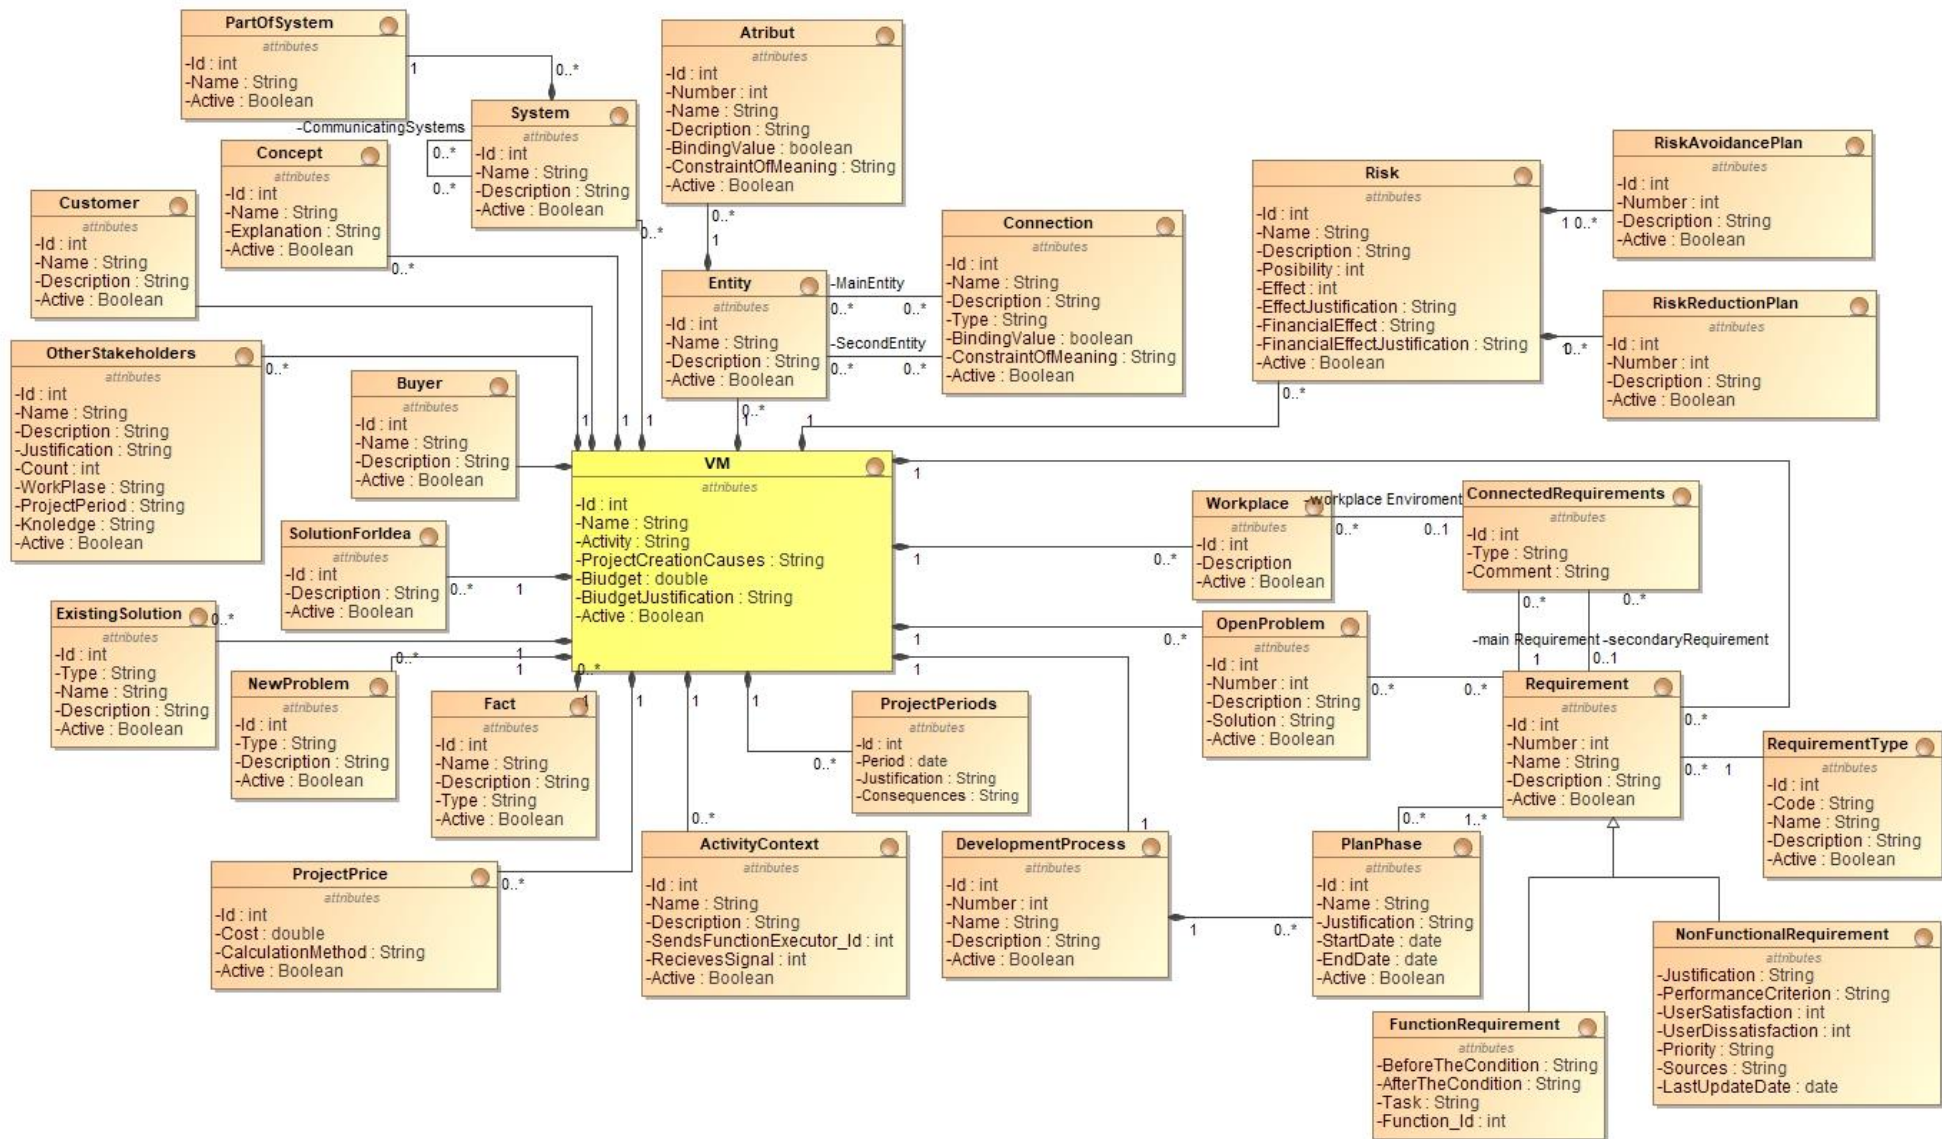 PartOfSystem
attributes
-Id : int
-Name : String
-Active : Boolean
1
0..*
System
attributes
-Id : int
-Name : String
-Description : String
-Active : Boolean
-CommunicatingSystems
0..*
0..*
0..*
1
Concept
attributes
-Id : int
-Name : String
-Explanation : String
-Active : Boolean
0..*
1
Customer
attributes
-Id : int
-Name : String
-Description : String
-Active : Boolean
0..*
1
OtherStakeholders
attributes
-Id : int
-Name : String
-Description : String
-Justification : String
-Count : int
-WorkPlase : String
-ProjectPeriod : String
-Knoledge : String
-Active : Boolean
0..*
1
Buyer
attributes
-Id : int
-Name : String
-Description : String
-Active : Boolean
SolutionForIdea
attributes
-Id : int
-Description : String
-Active : Boolean
0..*
1
ExistingSolution
attributes
-Id : int
-Type : String
-Name : String
-Description : String
-Active : Boolean
0..*
1
NewProblem
attributes
-Id : int
-Type : String
-Description : String
-Active : Boolean
0..*
1
Fact
attributes
-Id : int
-Name : String
-Description : String
-Type : String
-Active : Boolean
0..*
1
ProjectPrice
attributes
-Id : int
-Cost : double
-CalculationMethod : String
-Active : Boolean
0..*
1
Atribut
attributes
-Id : int
-Number : int
-Name : String
-Decription : String
-BindingValue : boolean
-ConstraintOfMeaning : String
-Active : Boolean
0..*
1
Entity
attributes
-Id : int
-Name : String
-Description : String
-Active : Boolean
0..*
1
-MainEntity
0..*
0..*
-SecondEntity
0..*
0..*
Connection
attributes
-Id : int
-Name : String
-Description : String
-Type : String
-BindingValue : boolean
-ConstraintOfMeaning : String
-Active : Boolean
VM
attributes
-Id : int
-Name : String
-Activity : String
-ProjectCreationCauses : String
-Biudget : double
-BiudgetJustification : String
-Active : Boolean
Risk
attributes
-Id : int
-Name : String
-Description : String
-Posibility : int
-Effect : int
-EffectJustification : String
-FinancialEffect : String
-FinancialEffectJustification : String
-Active : Boolean
0..*
1
RiskAvoidancePlan
attributes
-Id : int
-Number : int
-Description : String
-Active : Boolean
1
0..*
RiskReductionPlan
attributes
-Id : int
-Number : int
-Description : String
-Active : Boolean
1
0..*
Workplace
attributes
-Id : int
-Description
-Active : Boolean
1
0..*
-workplace Enviroment
0..*
0..1
ConnectedRequirements
attributes
-Id : int
-Type : String
-Comment : String
0..*
0..*
-main Requirement
-secondaryRequirement
1
0..1
OpenProblem
attributes
-Id : int
-Number : int
-Description : String
-Solution : String
-Active : Boolean
1
0..*
0..*
0..*
Requirement
attributes
-Id : int
-Number : int
-Name : String
-Description : String
-Active : Boolean
1
0..*
RequirementType
attributes
-Id : int
-Code : String
-Name : String
-Description : String
-Active : Boolean
0..*
1
ProjectPeriods
attributes
-Id : int
-Period : date
-Justification : String
-Consequences : String
1
0..*
ActivityContext
attributes
-Id : int
-Name : String
-Description : String
-SendsFunctionExecutor_Id : int
-RecievesSignal : int
-Active : Boolean
1
0..*
DevelopmentProcess
attributes
-Id : int
-Number : int
-Name : String
-Description : String
-Active : Boolean
1
1
PlanPhase
attributes
-Id : int
-Name : String
-Justification : String
-StartDate : date
-EndDate : date
-Active : Boolean
1
0..*
0..*
1..*
FunctionRequirement
attributes
-BeforeTheCondition : String
-AfterTheCondition : String
-Task : String
-Function_Id : int
NonFunctionalRequirement
attributes
-Justification : String
-PerformanceCriterion : String
-UserSatisfaction : int
-UserDissatisfaction : int
-Priority : String
-Sources : String
-LastUpdateDate : date